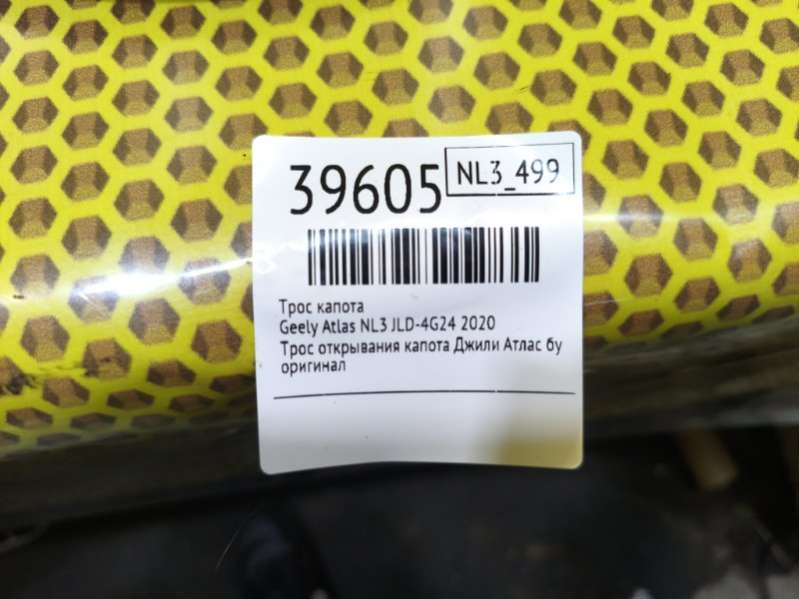 39605
NL3_499
Трос капота
Geely Atlas NL3 JLD-4G24 2020
Трос открывания капота Джили Атлас бу
оригинал